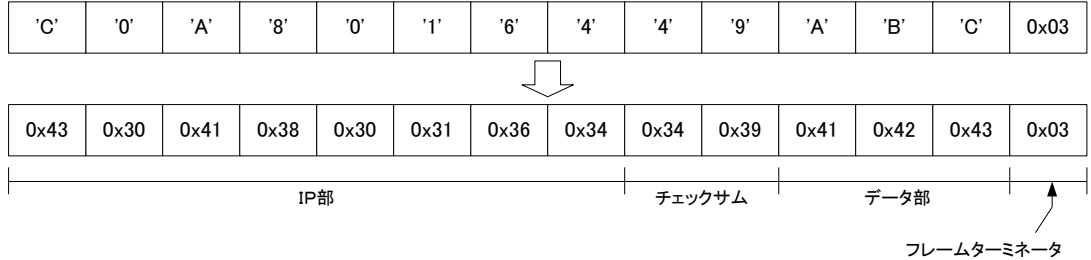 'C' '0' 'A' '8' '0' '1' '6' '4' '4' '9' 'A' 'B' 'C' 0x03
0x43 0x30 0x41 0x38 0x30 0x31 0x36 0x34 0x34 0x39 0x41 0x42 0x43 0x03
IP部 チェックサム データ部
フレームターミネータ